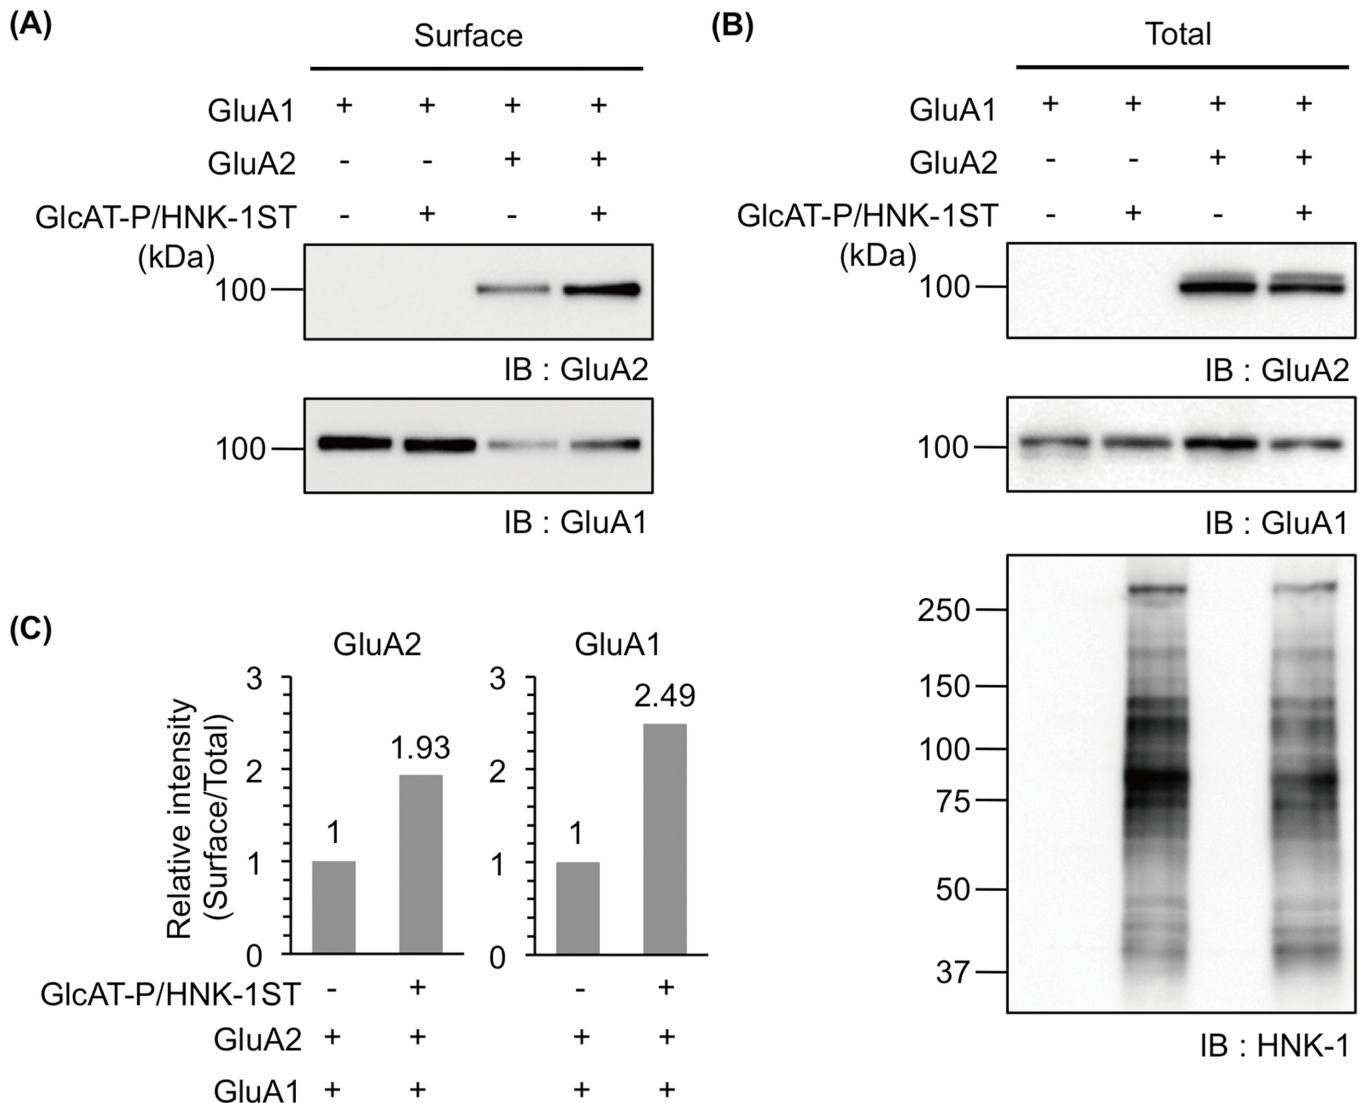 (A)
Surface
GluA1 + + + +
GluA2 - - + +
GlcAT-P/HNK-1ST - + - +
(kDa)
100
IB : GluA2
100
IB : GluA1
(B)
Total
GluA1 + + + +
GluA2 - - + +
GlcAT-P/HNK-1ST - + - +
(kDa)
100
IB : GluA2
100
IB : GluA1
250
150
100
75
50
37
IB : HNK-1
(C)
GluA2
Relative intensity
(Surface/Total)
3
2
1
0
1
1.93
GluA1
3
2
1
0
1
2.49
GlcAT-P/HNK-1ST - + - +
GluA2 + + + +
GluA1 + + + +